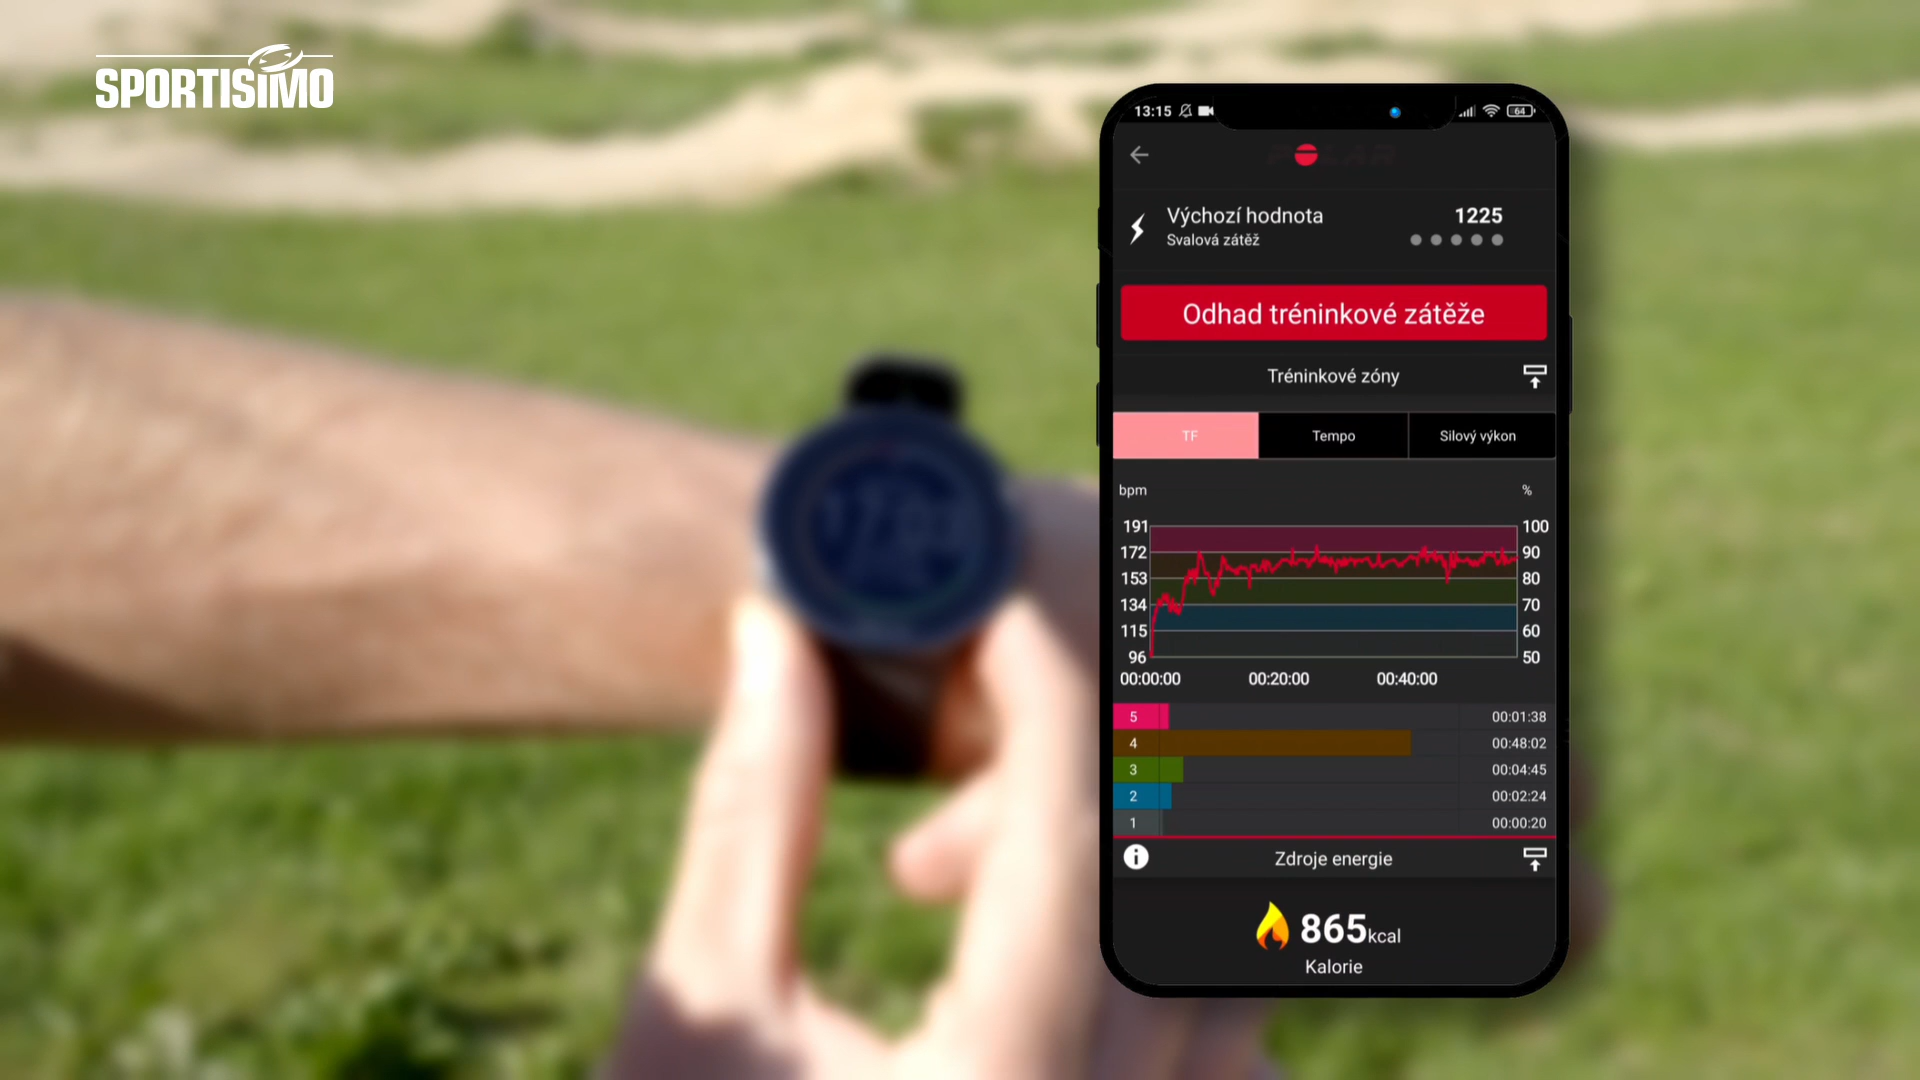 SPORTISIMO
13:15
64
POLAR
Výchozí hodnota 1225
Svalová zátěž
Odhad tréninkové zátěže
Tréninkové zóny
TF Tempo Silový výkon
bpm %
191 100
172 90
153 80
134 70
115 60
96 50
00:00:00 00:20:00 00:40:00
5 00:01:38
4 00:48:02
3 00:04:45
2 00:02:24
1 00:00:20
Zdroje energie
865kcal
Kalorie